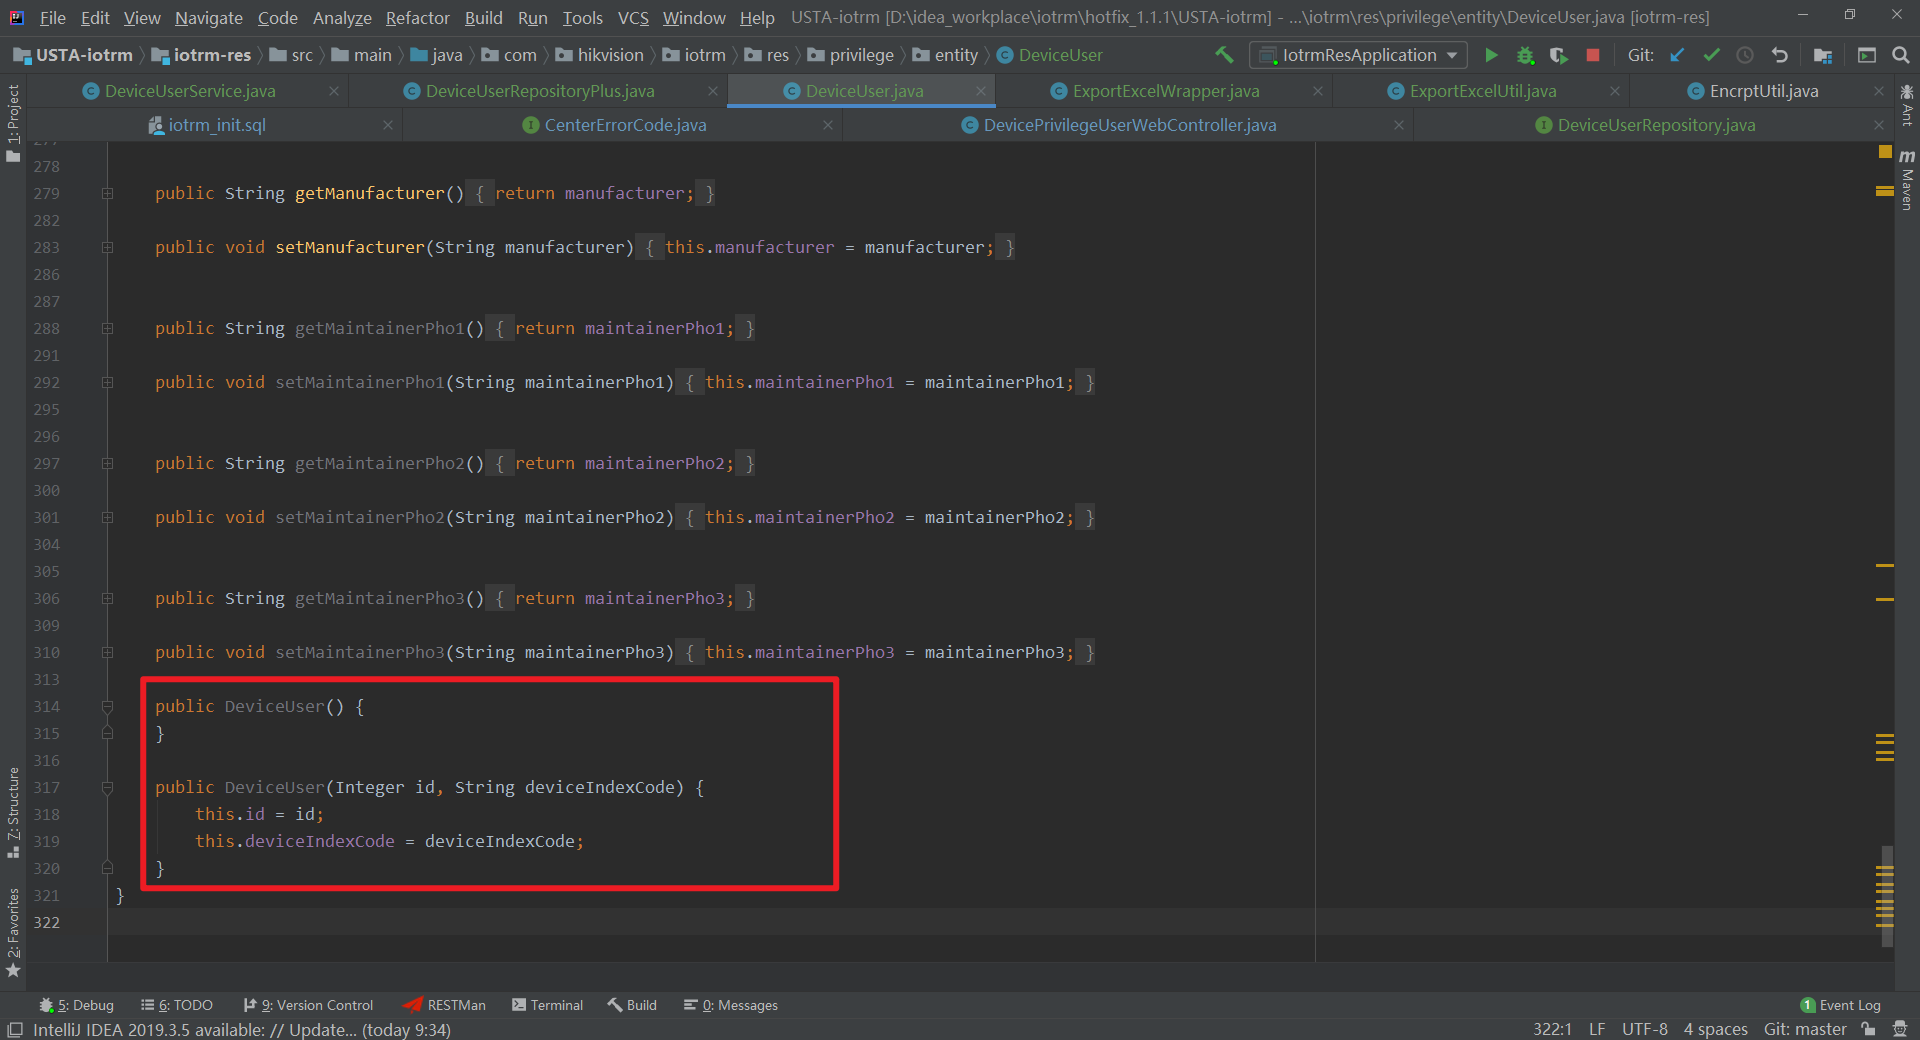 File Edit View Navigate Code Analyze Refactor Build Run Tools VCS Window Help USTA-iotrm [D:\idea_workplace\iotrm\hotfix_1.1.1\USTA-iotrm] - ...\iotrm\res\privilege\entity\DeviceUser.java [iotrm-res]
USTA-iotrm iotrm-res src main java com hikvision iotrm res privilege entity DeviceUser IotrmResApplication Git:
DeviceUserService.java DeviceUserRepositoryPlus.java DeviceUser.java ExportExcelWrapper.java ExportExcelUtil.java EncrptUtil.java
iotrm_init.sql CenterErrorCode.java DevicePrivilegeUserWebController.java DeviceUserRepository.java
1: Project
Ant
Maven
278
279 public String getManufacturer() { return manufacturer; }
282
283 public void setManufacturer(String manufacturer) { this.manufacturer = manufacturer; }
286
287
288 public String getMaintainerPho1() { return maintainerPho1; }
291
292 public void setMaintainerPho1(String maintainerPho1) { this.maintainerPho1 = maintainerPho1; }
295
296
297 public String getMaintainerPho2() { return maintainerPho2; }
300
301 public void setMaintainerPho2(String maintainerPho2) { this.maintainerPho2 = maintainerPho2; }
304
305
306 public String getMaintainerPho3() { return maintainerPho3; }
309
310 public void setMaintainerPho3(String maintainerPho3) { this.maintainerPho3 = maintainerPho3; }
313
314 public DeviceUser() {
315 }
316
317 public DeviceUser(Integer id, String deviceIndexCode) {
318 this.id = id;
319 this.deviceIndexCode = deviceIndexCode;
320 }
321 }
322
7: Structure
2: Favorites
5: Debug 6: TODO 9: Version Control RESTMan Terminal Build 0: Messages 1 Event Log
IntelliJ IDEA 2019.3.5 available: // Update... (today 9:34) 322:1 LF UTF-8 4 spaces Git: master